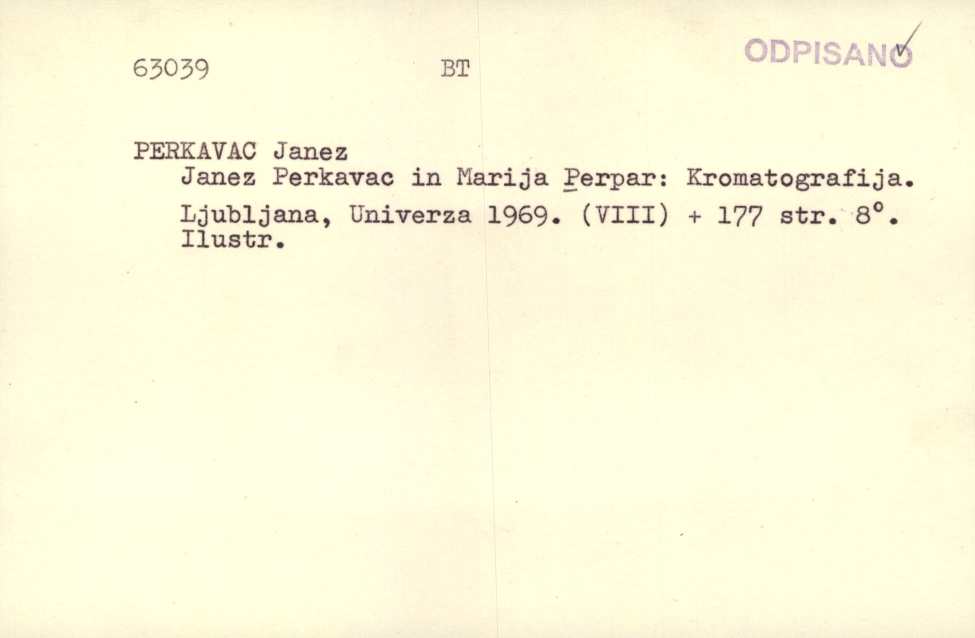 63039 BT ODPISANO
PERKAVAC Janez
Janez Perkavac in Marija Perpar: Kromatografija.
Ljubljana, Univerza 1969. (VIII) + 177 str. 8°.
Ilustr.